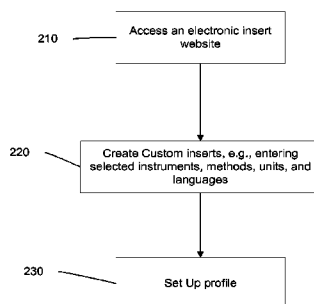 210
Access an electronic insert
website
220
Create Custom inserts, e.g., entering
selected instruments, methods, units, and
languages
230
Set Up profile